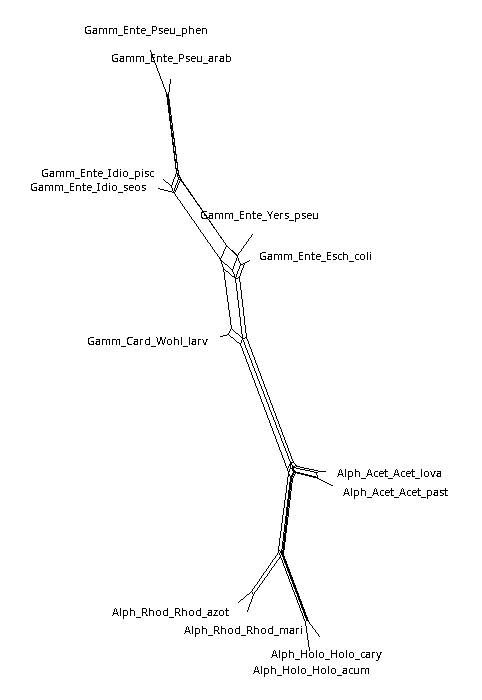 Gamm_Ente_Pseu_phen
Gamm_Ente_Pseu_arab
Gamm_Ente_Idio_pisc
Gamm_Ente_Idio_seos
Gamm_Ente_Yers_pseu
Gamm_Ente_Esch_coli
Gamm_Card_Wohl_larv
Alph_Acet_Acet_lova
Alph_Acet_Acet_past
Alph_Rhod_Rhod_azot
Alph_Rhod_Rhod_mari
Alph_Holo_Holo_cary
Alph_Holo_Holo_acum